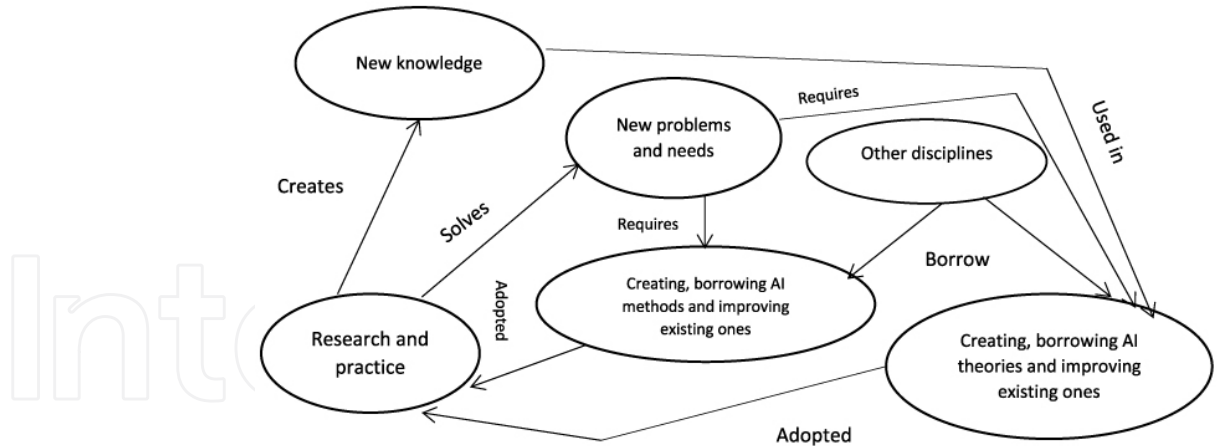 New knowledge
Requires
New problems
and needs
Other disciplines
Used in
Creates
Solves
Requires
Borrow
Creating, borrowing AI
methods and improving
existing ones
Adopted
Research and
practice
Creating, borrowing AI
theories and improving
existing ones
Adopted